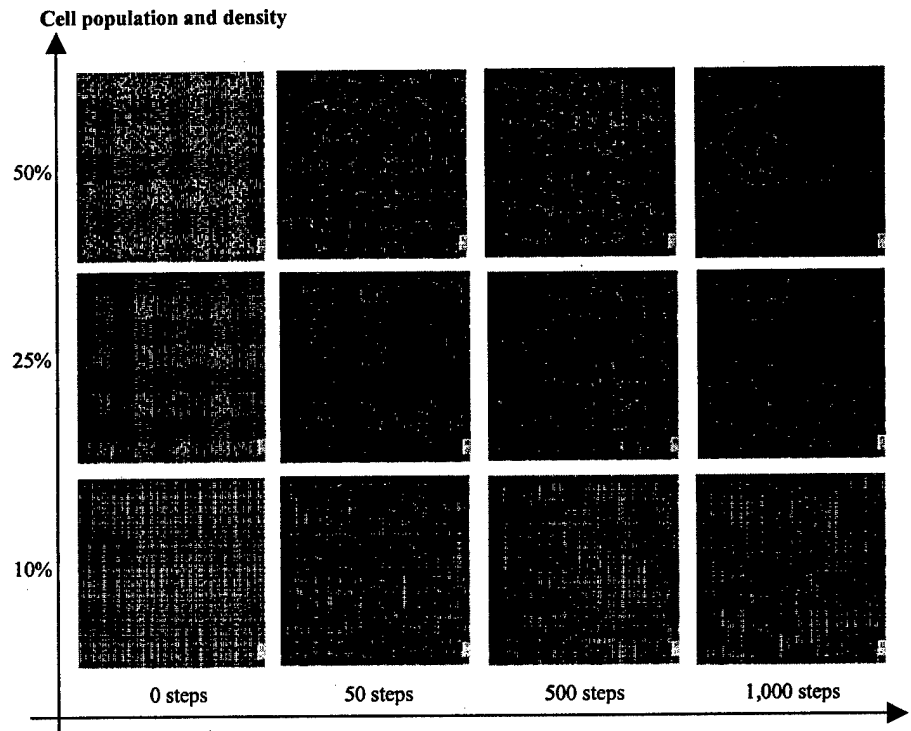 Cell population and density
50%
25%
10%
0 steps
50 steps
500 steps
1,000 steps